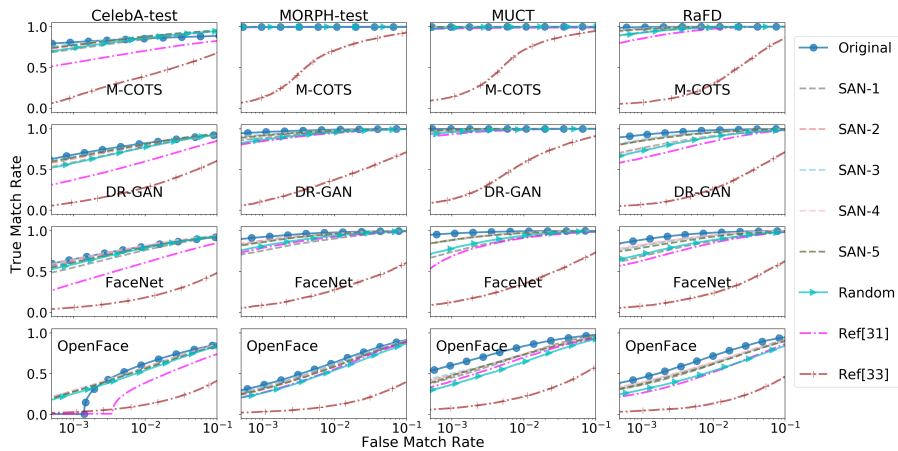 CelebA-test MORPH-test MUCT RaFD
1.0
0.5
0.0
M-COTS M-COTS M-COTS M-COTS
1.0
0.5
0.0
DR-GAN DR-GAN DR-GAN DR-GAN
1.0
0.5
0.0
FaceNet FaceNet FaceNet FaceNet
1.0
0.5
0.0
OpenFace OpenFace OpenFace OpenFace
10⁻³ 10⁻² 10⁻¹ 10⁻³ 10⁻² 10⁻¹ 10⁻³ 10⁻² 10⁻¹ 10⁻³ 10⁻² 10⁻¹
True Match Rate
False Match Rate
Original
SAN-1
SAN-2
SAN-3
SAN-4
SAN-5
Random
Ref[31]
Ref[33]